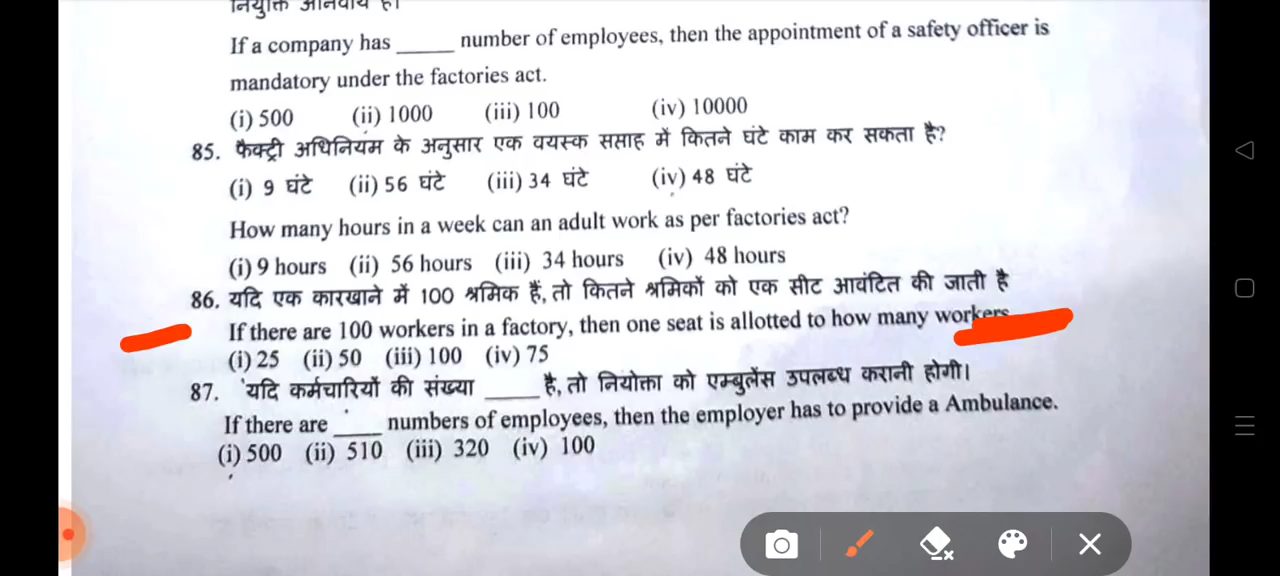 नियुक्ति अनिवार्य है।
If a company has _____ number of employees, then the appointment of a safety officer is
mandatory under the factories act.
(i) 500 (ii) 1000 (iii) 100 (iv) 10000
85. फैक्ट्री अधिनियम के अनुसार एक वयस्क सप्ताह में कितने घंटे काम कर सकता है?
(i) 9 घंटे (ii) 56 घंटे (iii) 34 घंटे (iv) 48 घंटे
How many hours in a week can an adult work as per factories act?
(i) 9 hours (ii) 56 hours (iii) 34 hours (iv) 48 hours
86. यदि एक कारखाने में 100 श्रमिक हैं, तो कितने श्रमिकों को एक सीट आवंटित की जाती है
If there are 100 workers in a factory, then one seat is allotted to how many workers
(i) 25 (ii) 50 (iii) 100 (iv) 75
87. यदि कर्मचारियों की संख्या _____ है, तो नियोक्ता को एम्बुलेंस उपलब्ध करानी होगी।
If there are ____ numbers of employees, then the employer has to provide a Ambulance.
(i) 500 (ii) 510 (iii) 320 (iv) 100